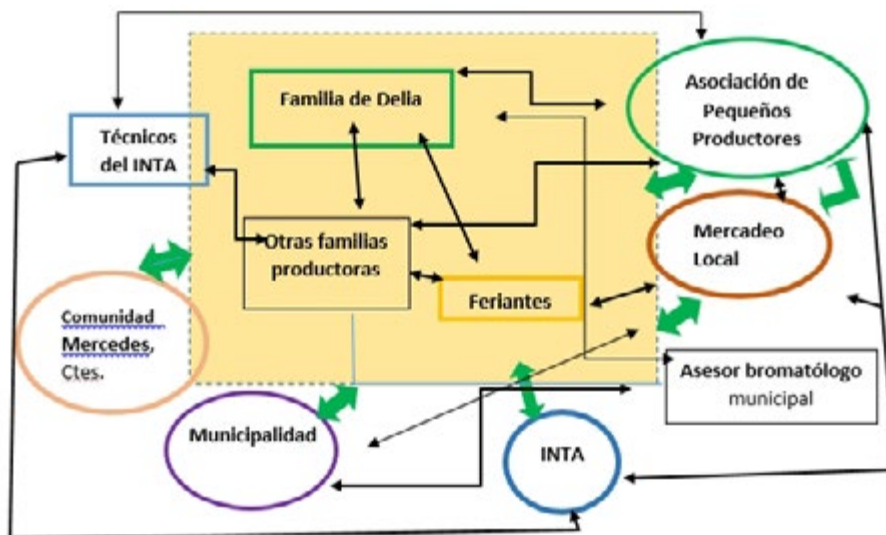 Familia de Delia
Asociación de
Pequeños
Productores
Técnicos
del INTA
Otras familias
productoras
Mercadeo
Local
Feriantes
Comunidad
Mercedes,
Ctes.
Asesor bromatólogo
municipal
Municipalidad
INTA